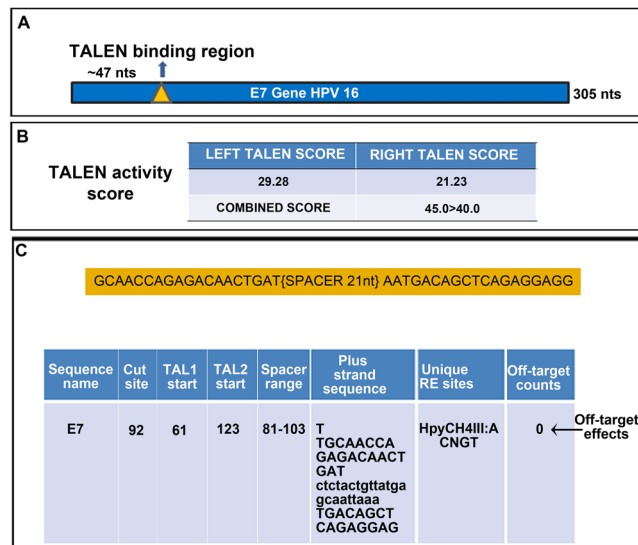 A
TALEN binding region
~47 nts
E7 Gene HPV 16
305 nts
B
TALEN activity
score
LEFT TALEN SCORE RIGHT TALEN SCORE
29.28 21.23
COMBINED SCORE 45.0>40.0
C
GCAACCAGAGACAACTGAT{SPACER 21nt} AATGACAGCTCAGAGGAGG
Sequence name Cut site TAL1 start TAL2 start Spacer range Plus strand sequence Unique RE sites Off-target counts
E7 92 61 123 81-103
T
TGCAACCA
GAGACAACT
GAT
ctctactgttatga
gcaattaaa
TGACAGCT
CAGAGGAG
HpyCH4III:A
CNGT
0
Off-target
effects